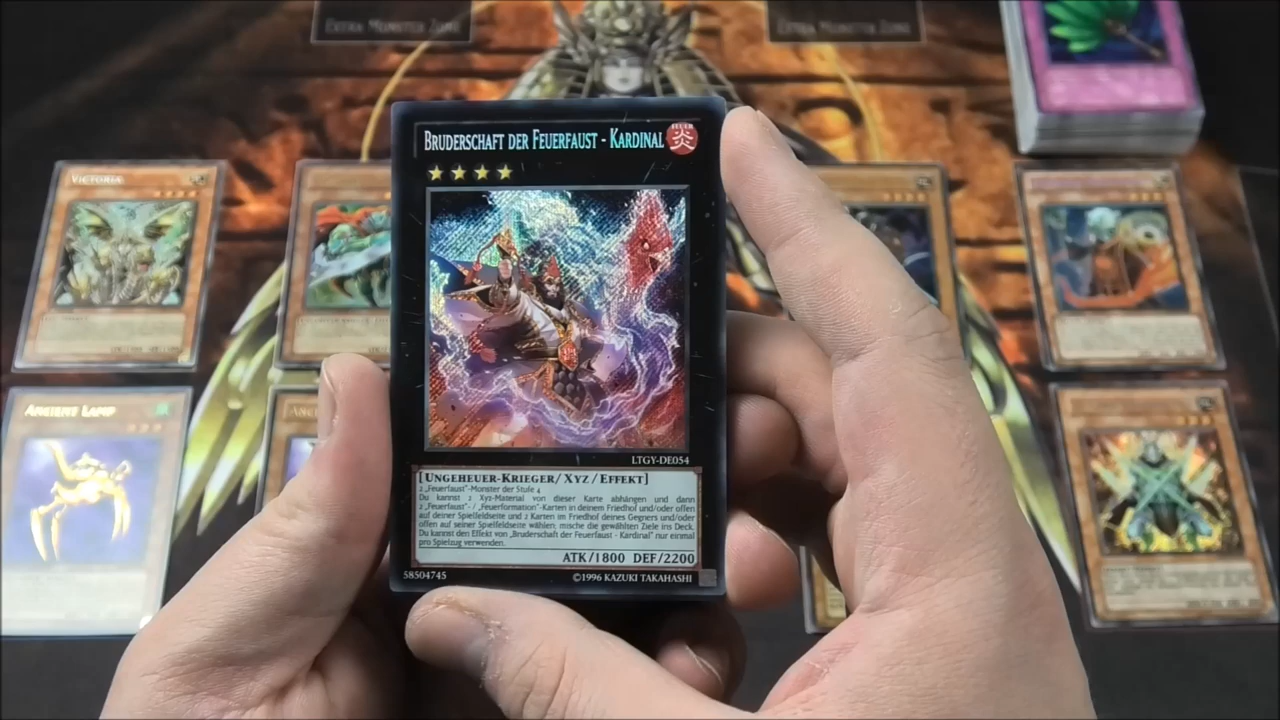 Extra Monster Zone
Extra Monster Zone
Bruderschaft der Feuerfaust - Kardinal
炎
Victoria
Ancient Lamp
LTGY-DE054
[Ungeheuer-Krieger/Xyz/Effekt]
2 „Feuerfaust"-Monster der Stufe 4
Du kannst 2 Xyz-Material von dieser Karte abhängen und dann
2 „Feuerfaust"- / „Feuerformation"-Karten in deinem Friedhof und/oder offen
auf deiner Spielfeldseite und 2 Karten im Friedhof deines Gegners und/oder
offen auf seiner Spielfeldseite wählen; mische die gewählten Ziele ins Deck.
Du kannst den Effekt von „Bruderschaft der Feuerfaust - Kardinal" nur einmal
pro Spielzug verwenden.
ATK/1800 DEF/2200
58504745
©1996 KAZUKI TAKAHASHI